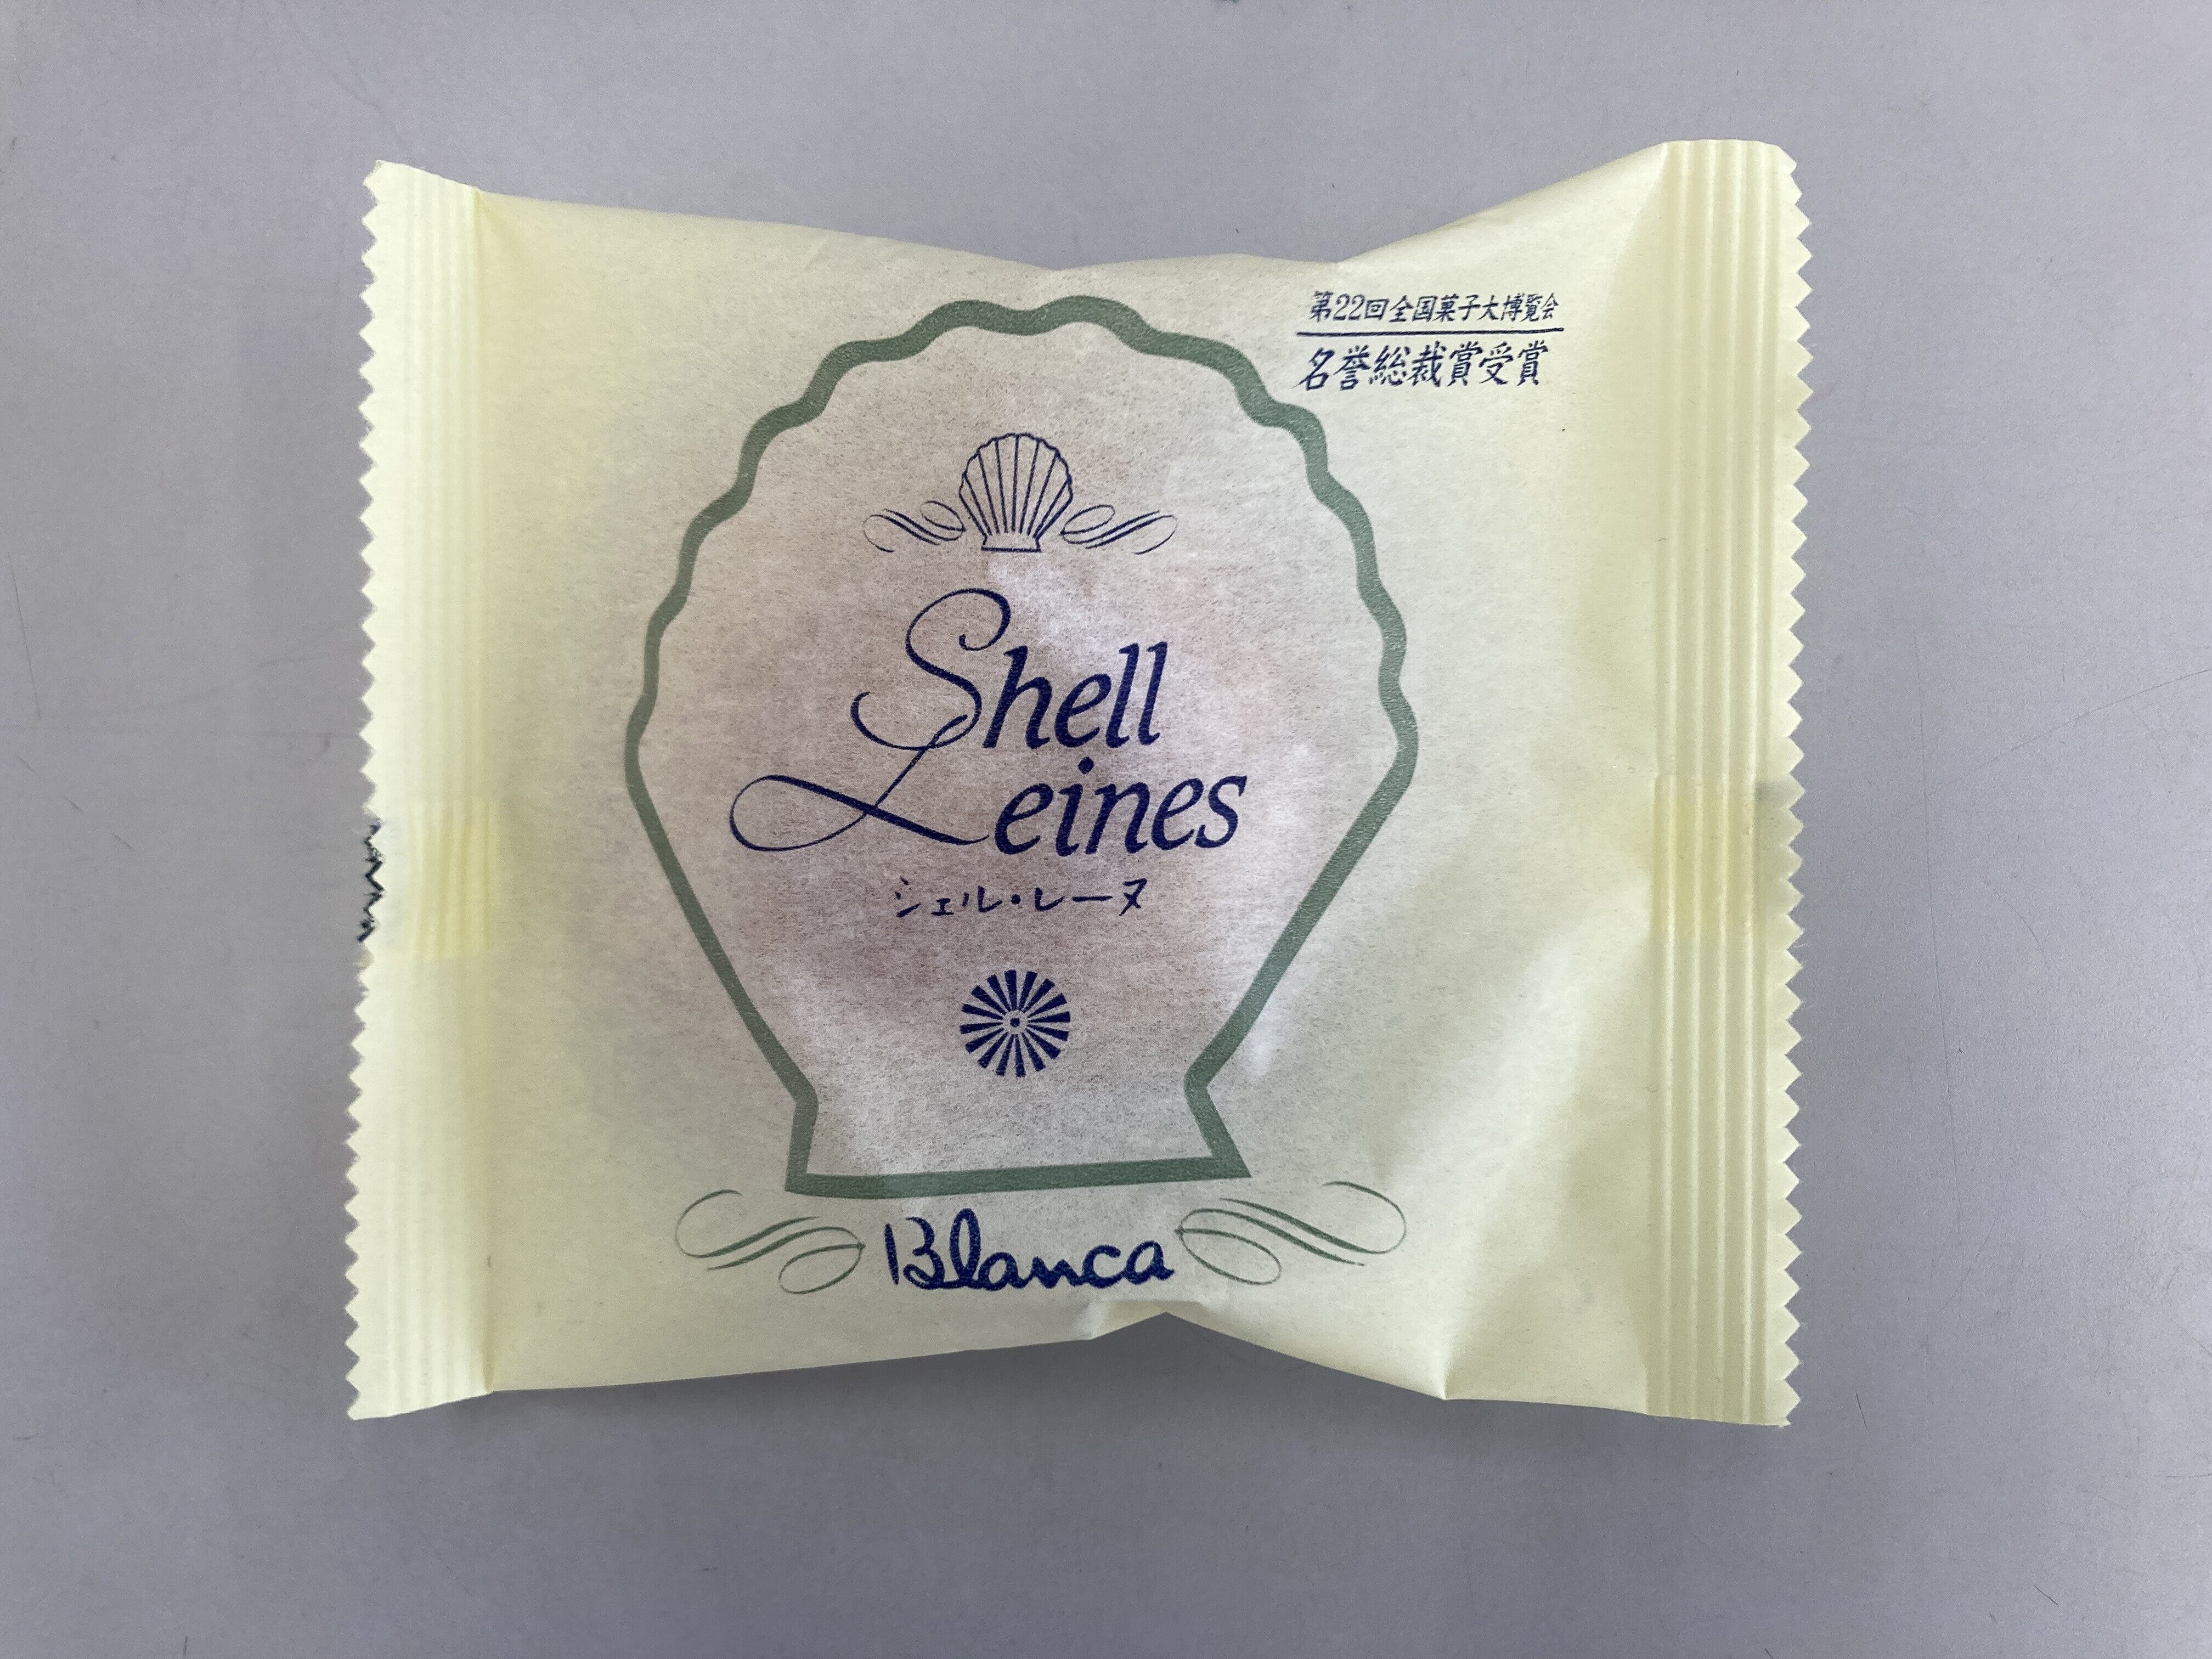 第22回全国菓子大博覧会
名誉総裁賞受賞
Shell
Leines
シェル・レーヌ
Blanca